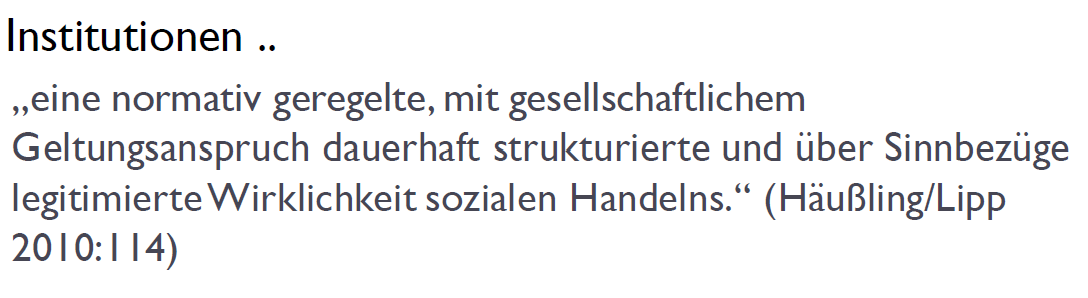 Institutionen ..
„eine normativ geregelte, mit gesellschaftlichem
Geltungsanspruch dauerhaft strukturierte und über Sinnbezüge
legitimierte Wirklichkeit sozialen Handelns.“ (Häußling/Lipp
2010:114)